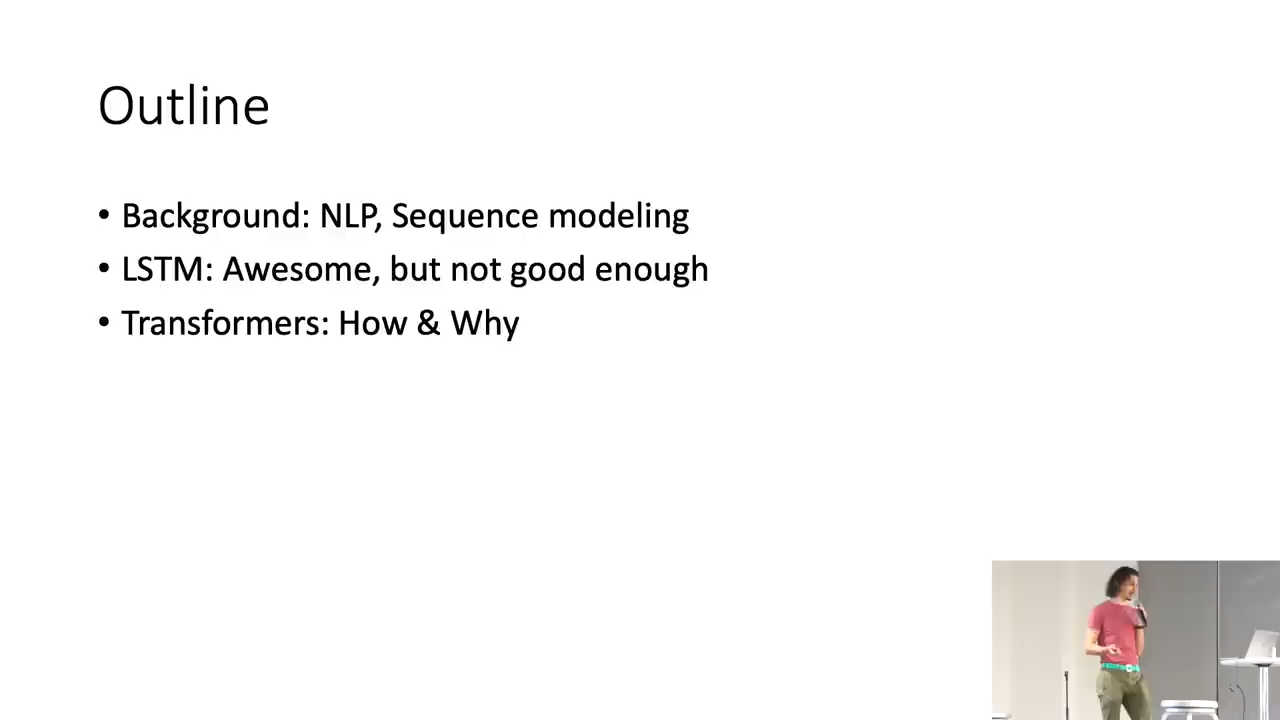 Outline
• Background: NLP, Sequence modeling
• LSTM: Awesome, but not good enough
• Transformers: How & Why